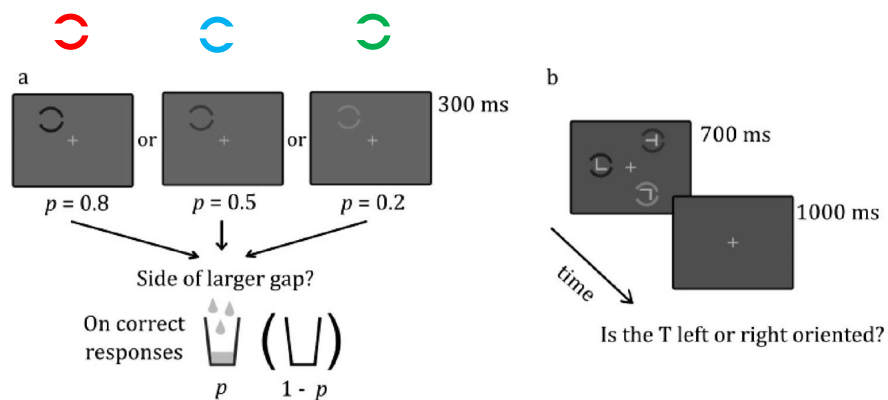 a
b
300 ms
or
or
p = 0.8
p = 0.5
p = 0.2
Side of larger gap?
On correct
responses
( )
p
1 - p
T
L
700 ms
1000 ms
time
Is the T left or right oriented?